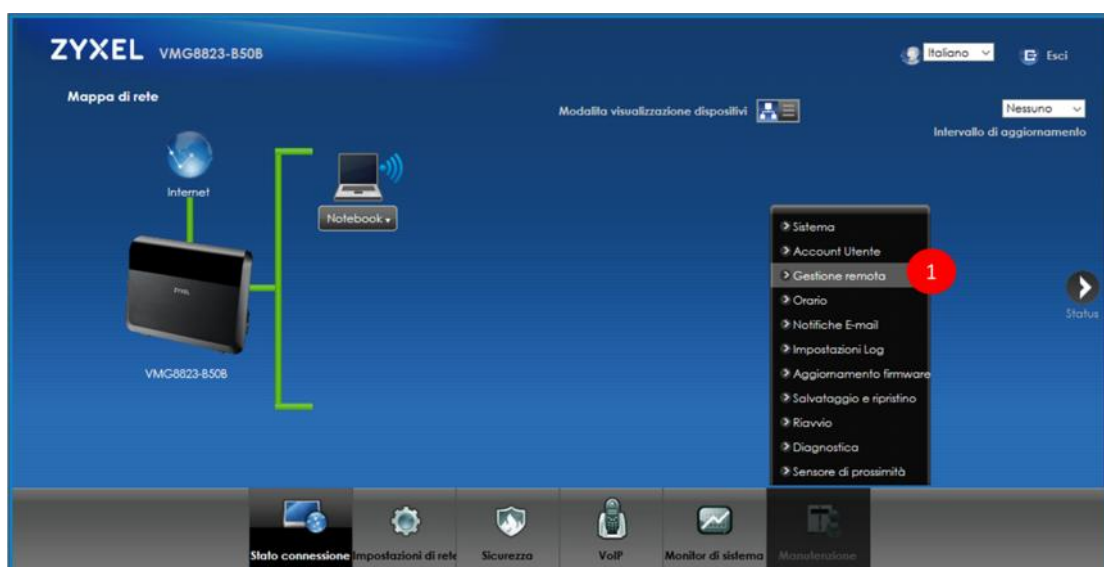 ZYXEL VMG8823-B50B
Italiano
Esci
Mappa di rete
Modalita visualizzazione dispositivi
Nessuno
Intervallo di aggiornamento
Internet
Notebook
ZYXEL
VMG8823-B50B
Sistema
Account Utente
Gestione remota
1
Orario
Notifiche E-mail
Impostazioni Log
Aggiornamento firmware
Salvataggio e ripristino
Riavvio
Diagnostica
Sensore di prossimità
Status
Stato connessione
Impostazioni di rete
Sicurezza
VoIP
Monitor di sistema
Manutenzione